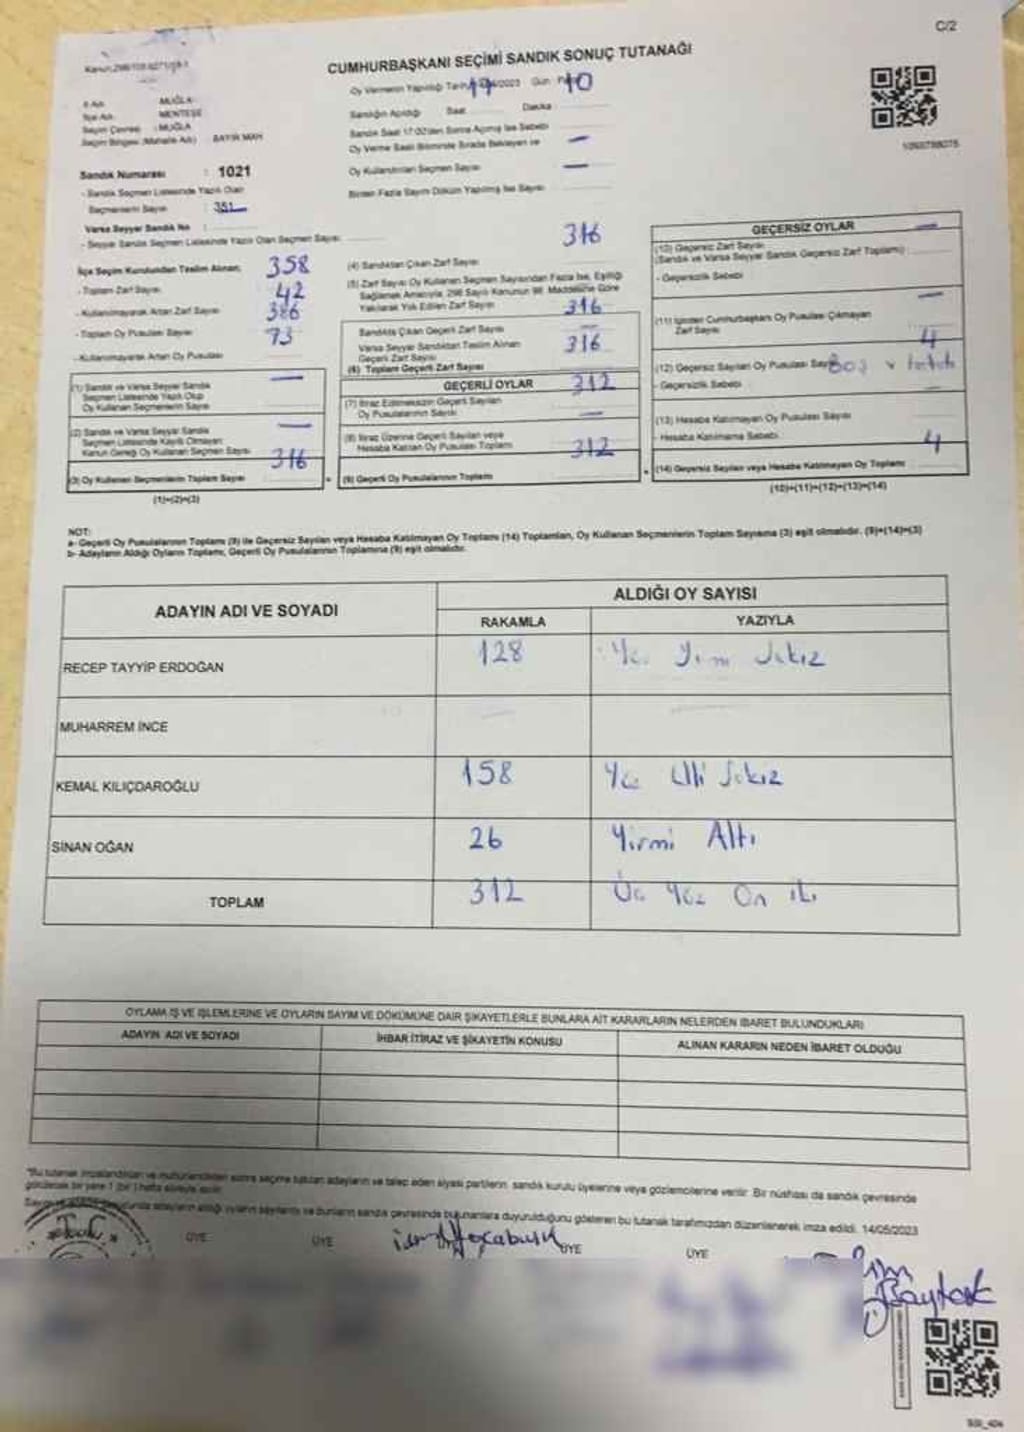 C/2
CUMHURBAŞKANI SEÇİMİ SANDIK SONUÇ TUTANAĞI
Oy Vermenin Yapıldığı
Gün
10
İl Adı MUĞLA
İlçe Adı MENTEŞE
Seçim Çevresi : MUĞLA
Seçim Bölgesi (Mahalle Adı) BAYIR MAH
Sandığın Açıldığı Saat Dakika
Sandık Saat 17:00'den Sonra Açılmış İse Sebebi
Oy Verme Saati Bitiminde Sırada Bekleyen ve
Oy Kullandırılan Seçmen Sayısı
Birden Fazla Sayım Döküm Yapılmış İse Sayısı
Sandık Numarası : 1021
- Sandık Seçmen Listesinde Yazılı Olan
Seçmenlerin Sayısı : 351
Varsa Seyyar Sandık No :
- Seyyar Sandık Seçmen Listesinde Yazılı Olan Seçmen Sayısı
İlçe Seçim Kurulundan Teslim Alınan; 358
- Toplam Zarf Sayısı 42
- Kullanılmayarak Artan Zarf Sayısı 386
- Toplam Oy Pusulası Sayısı 73
- Kullanılmayarak Artan Oy Pusulası
(1) Sandık ve Varsa Seyyar Sandık
Seçmen Listesinde Yazılı Olup
Oy Kullanan Seçmenlerin Sayısı
(2) Sandık ve Varsa Seyyar Sandık
Seçmen Listesinde Kayıtlı Olmayan
Kanun Gereği Oy Kullanan Seçmen Sayısı
316
(3) Oy Kullanan Seçmenlerin Toplam Sayısı
(1)+(2)=(3)
316
(4) Sandıktan Çıkan Zarf Sayısı
(5) Zarf Sayısı Oy Kullanan Seçmen Sayısından Fazla İse, Eşitliği
Sağlamak Amacıyla, 298 Sayılı Kanunun 98. Maddesine Göre
Yakılarak Yok Edilen Zarf Sayısı
316
Sandıkta Çıkan Geçerli Zarf Sayısı
Varsa Seyyar Sandıktan Teslim Alınan
Geçerli Zarf Sayısı
316
(6) Toplam Geçerli Zarf Sayısı
GEÇERLİ OYLAR
312
(7) İtiraz Edilmeksizin Geçerli Sayılan
Oy Pusulalarının Sayısı
(8) İtiraz Üzerine Geçerli Sayılan veya
Hesaba Katılan Oy Pusulası Toplamı
312
(9) Geçerli Oy Pusulalarının Toplamı
GEÇERSİZ OYLAR
(10) Geçersiz Zarf Sayısı
(Sandık ve Varsa Seyyar Sandık Geçersiz Zarf Toplamı)
- Geçersizlik Sebebi
(11) İçinden Cumhurbaşkanı Oy Pusulası Çıkmayan
Zarf Sayısı
4
(12) Geçersiz Sayılan Oy Pusulası Sayısı
- Geçersizlik Sebebi
(13) Hesaba Katılmayan Oy Pusulası Sayısı
- Hesaba Katılmama Sebebi
4
(14) Geçersiz Sayılan veya Hesaba Katılmayan Oy Toplamı
(10)+(11)+(12)+(13)=(14)
NOT:
a- Geçerli Oy Pusulalarının Toplamı (9) ile Geçersiz Sayılan veya Hesaba Katılmayan Oy Toplamı (14) Toplamları, Oy Kullanan Seçmenlerin Toplam Sayısına (3) eşit olmalıdır. (9)+(14)=(3)
b- Adayların Aldığı Oyların Toplamı, Geçerli Oy Pusulalarının Toplamına (9) eşit olmalıdır.
ADAYIN ADI VE SOYADI
ALDIĞI OY SAYISI
RAKAMLA YAZIYLA
RECEP TAYYİP ERDOĞAN 128 Yüz Yirmi Sekiz
MUHARREM İNCE
KEMAL KILIÇDAROĞLU 158 Yüz Elli Sekiz
SİNAN OĞAN 26 Yirmi Altı
TOPLAM 312 Üç Yüz On iki
OYLAMA İŞ VE İŞLEMLERİNE VE OYLARIN SAYIM VE DÖKÜMÜNE DAİR ŞİKAYETLERLE BUNLARA AİT KARARLARIN NELERDEN İBARET BULUNDUKLARI
ADAYIN ADI VE SOYADI İHBAR İTİRAZ VE ŞİKAYETİN KONUSU ALINAN KARARIN NEDEN İBARET OLDUĞU
"Bu tutanak imzalandıktan ve mühürlendikten sonra seçime katılan adayların ve talep eden siyasi partilerin, sandık kurulu üyelerine veya gözlemcilerine verilir. Bir nüshası da sandık çevresinde
görülecek bir yere 1 (bir) hafta süreyle asılır.
adayların aldığı oyların sayılarını ve bunların sandık çevresinde bulunanlara duyurulduğunu gösteren bu tutanak tarafımızdan düzenlenerek imza edildi. 14/05/2023
ÜYE ÜYE ÜYE ÜYE
Baytok